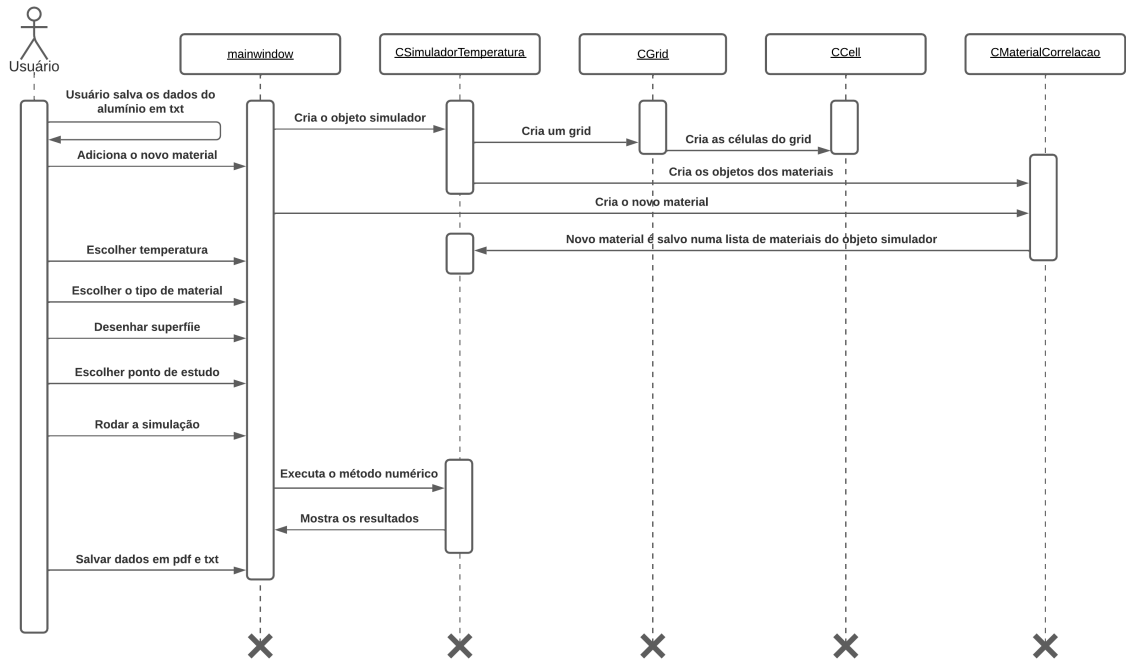 Usuário
mainwindow
CSimuladorTemperatura
CGrid
CCell
CMaterialCorrelacao
Usuário salva os dados do
alumínio em txt
Cria o objeto simulador
Cria um grid
Cria as células do grid
Adiciona o novo material
Cria os objetos dos materiais
Cria o novo material
Novo material é salvo numa lista de materiais do objeto simulador
Escolher temperatura
Escolher o tipo de material
Desenhar superfíie
Escolher ponto de estudo
Rodar a simulação
Executa o método numérico
Mostra os resultados
Salvar dados em pdf e txt